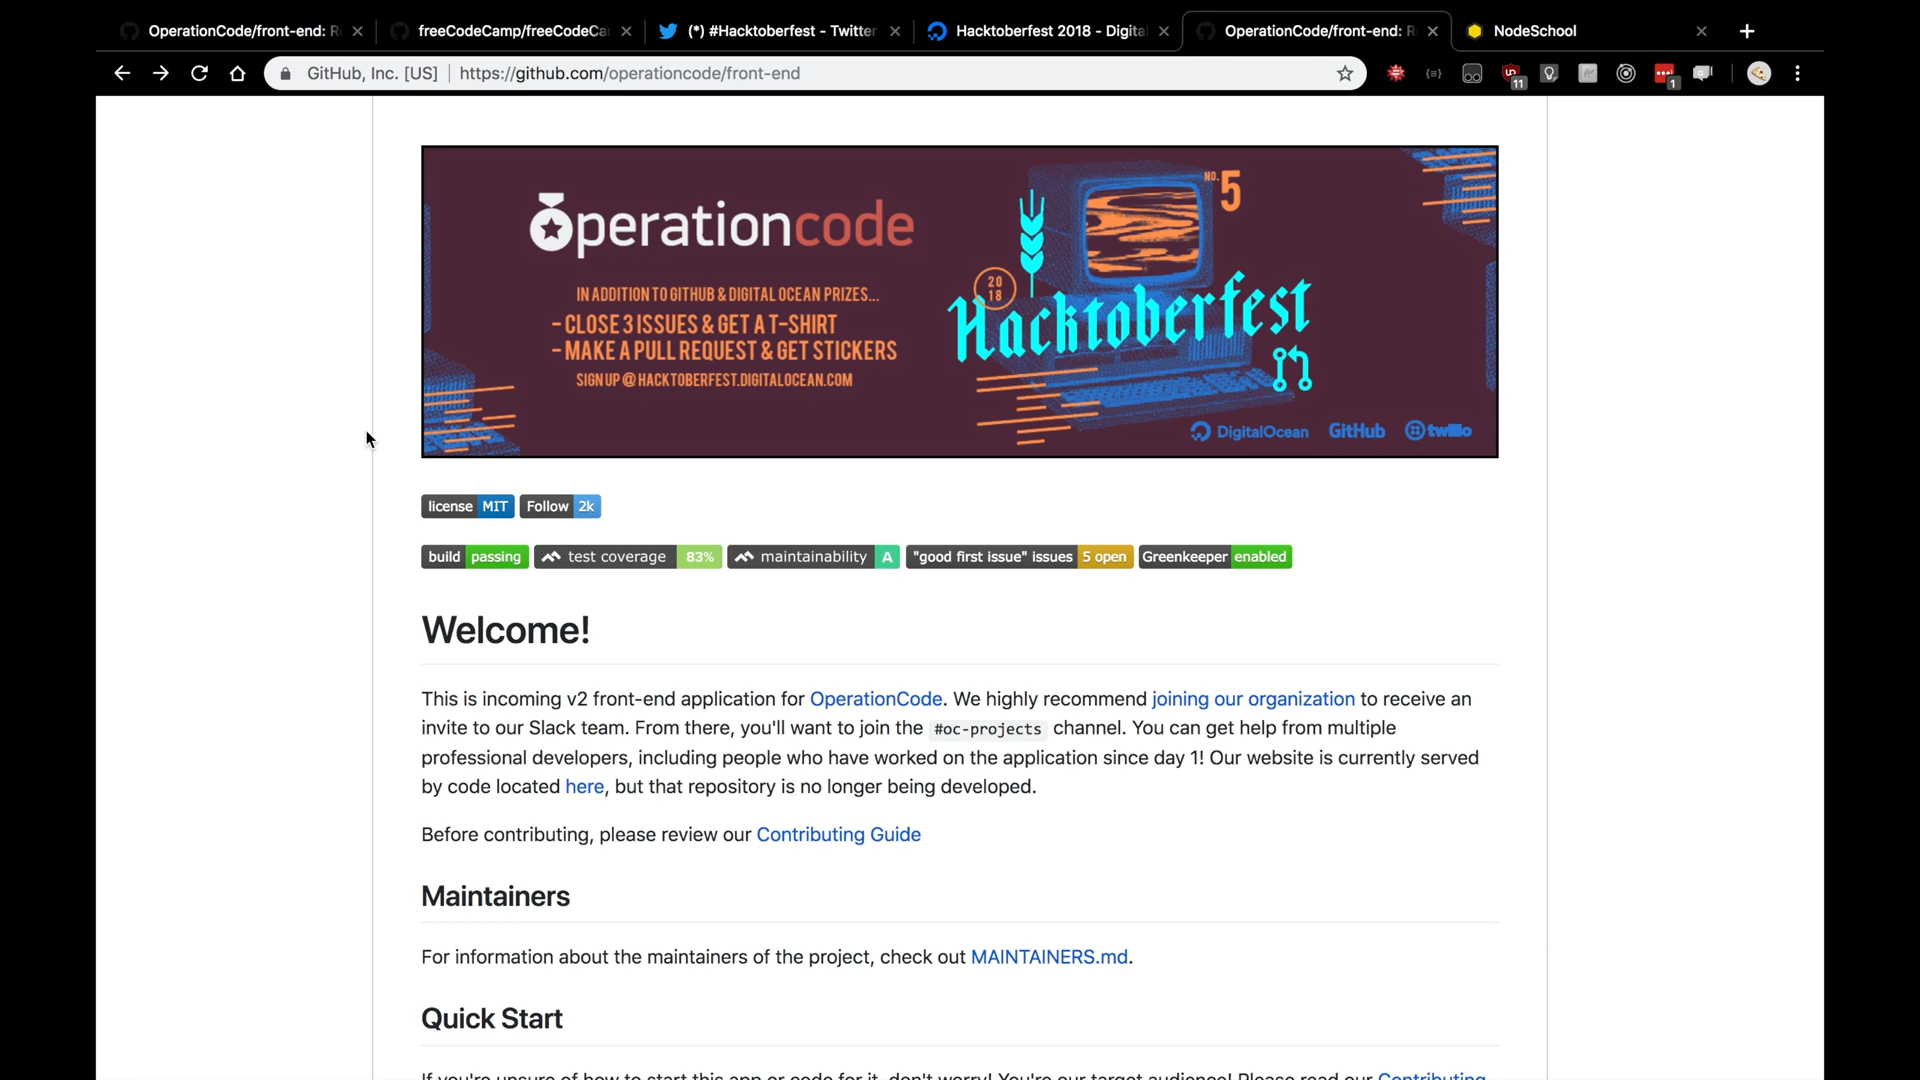 OperationCode/front-end: R
freeCodeCamp/freeCodeCa
(*) #Hacktoberfest - Twitter
Hacktoberfest 2018 - Digita
OperationCode/front-end: R
NodeSchool
GitHub, Inc. [US]
https://github.com/operationcode/front-end
11
1
operationcode
IN ADDITION TO GITHUB & DIGITAL OCEAN PRIZES...
- CLOSE 3 ISSUES & GET A T-SHIRT
- MAKE A PULL REQUEST & GET STICKERS
SIGN UP @ HACKTOBERFEST.DIGITALOCEAN.COM
NO. 5
20
18
Hacktoberfest
DigitalOcean GitHub twilio
license MIT Follow 2k
build passing test coverage 83% maintainability A "good first issue" issues 5 open Greenkeeper enabled
Welcome!
This is incoming v2 front-end application for OperationCode. We highly recommend joining our organization to receive an
invite to our Slack team. From there, you'll want to join the #oc-projects channel. You can get help from multiple
professional developers, including people who have worked on the application since day 1! Our website is currently served
by code located here, but that repository is no longer being developed.
Before contributing, please review our Contributing Guide
Maintainers
For information about the maintainers of the project, check out MAINTAINERS.md.
Quick Start
If you're unsure of how to start this app or code for it, don't worry! You're our target audience! Please read our Contributing